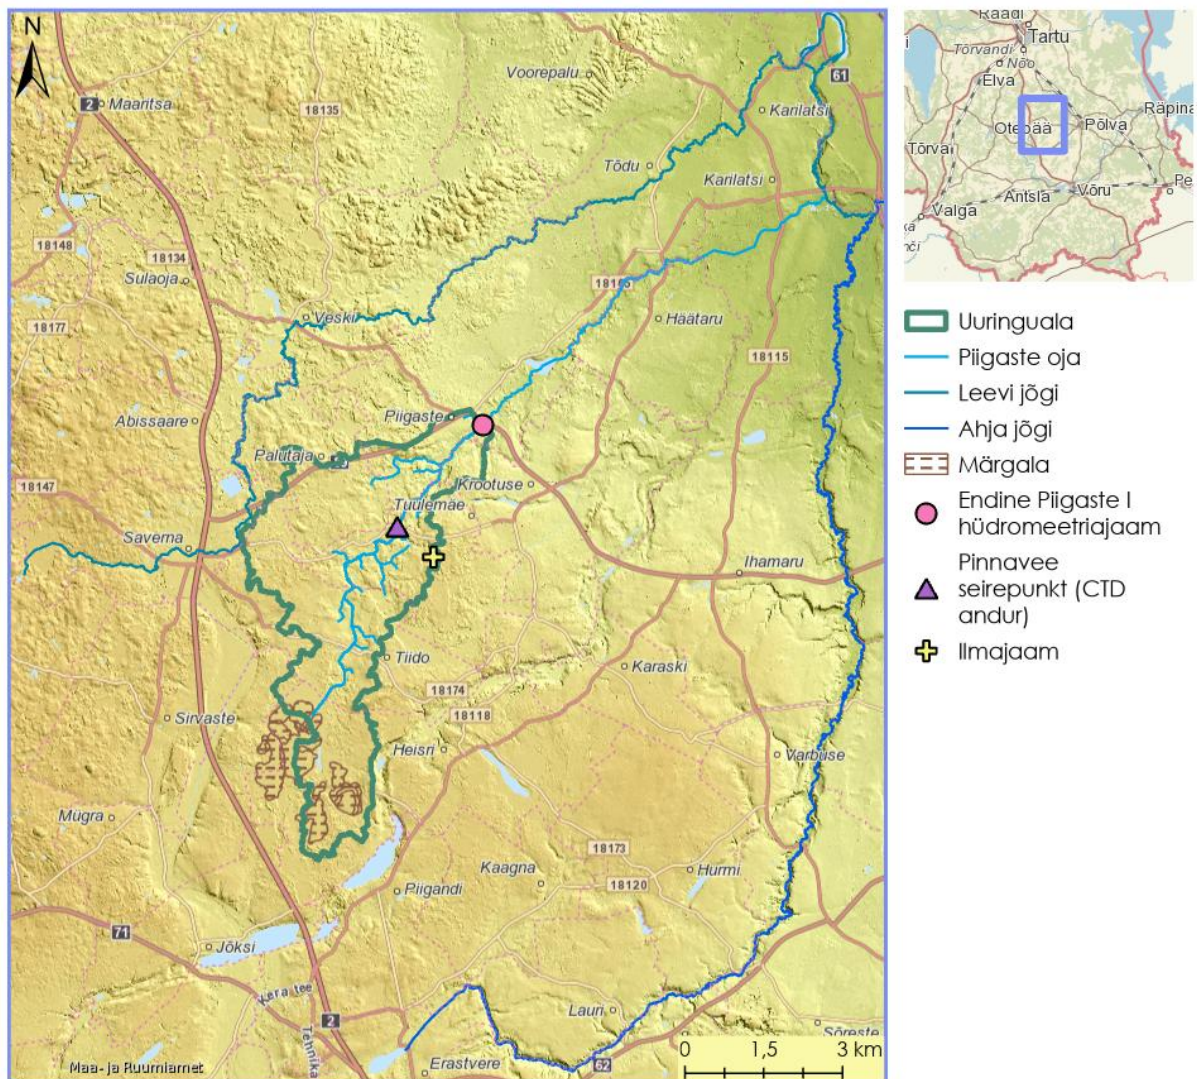 N
Voorepalu
61
2
Maaritsa
18135
Karilatsi
Tõdu
Karilatsi
18148
18134
Sulaoja
18177
Veski
Häätaru
18115
Abissaare
Piigaste
Palutaja
18147
Krootuse
Tuulemäe
Saverna
Ihamaru
Tiido
Karaski
18174
Sirvaste
18118
Heisri
Varbuse
Mügra
18173
Kaagna
Hurmi
18120
Piigandi
71
Jõksi
Kera tee
2
Tehnika
Lauri
Erastvere
62
0 1,5 3 km
Maa- ja Ruumiamet
Raadi
Tartu
Tõrvandi
Nõo
Elva
Räpina
Otepää
Põlva
Tõrva
Antsla
Võru
Valga
Uuringuala
Piigaste oja
Leevi jõgi
Ahja jõgi
Märgala
Endine Piigaste I
hüdromeetriajaam
Pinnavee
seirepunkt (CTD
andur)
Ilmajaam